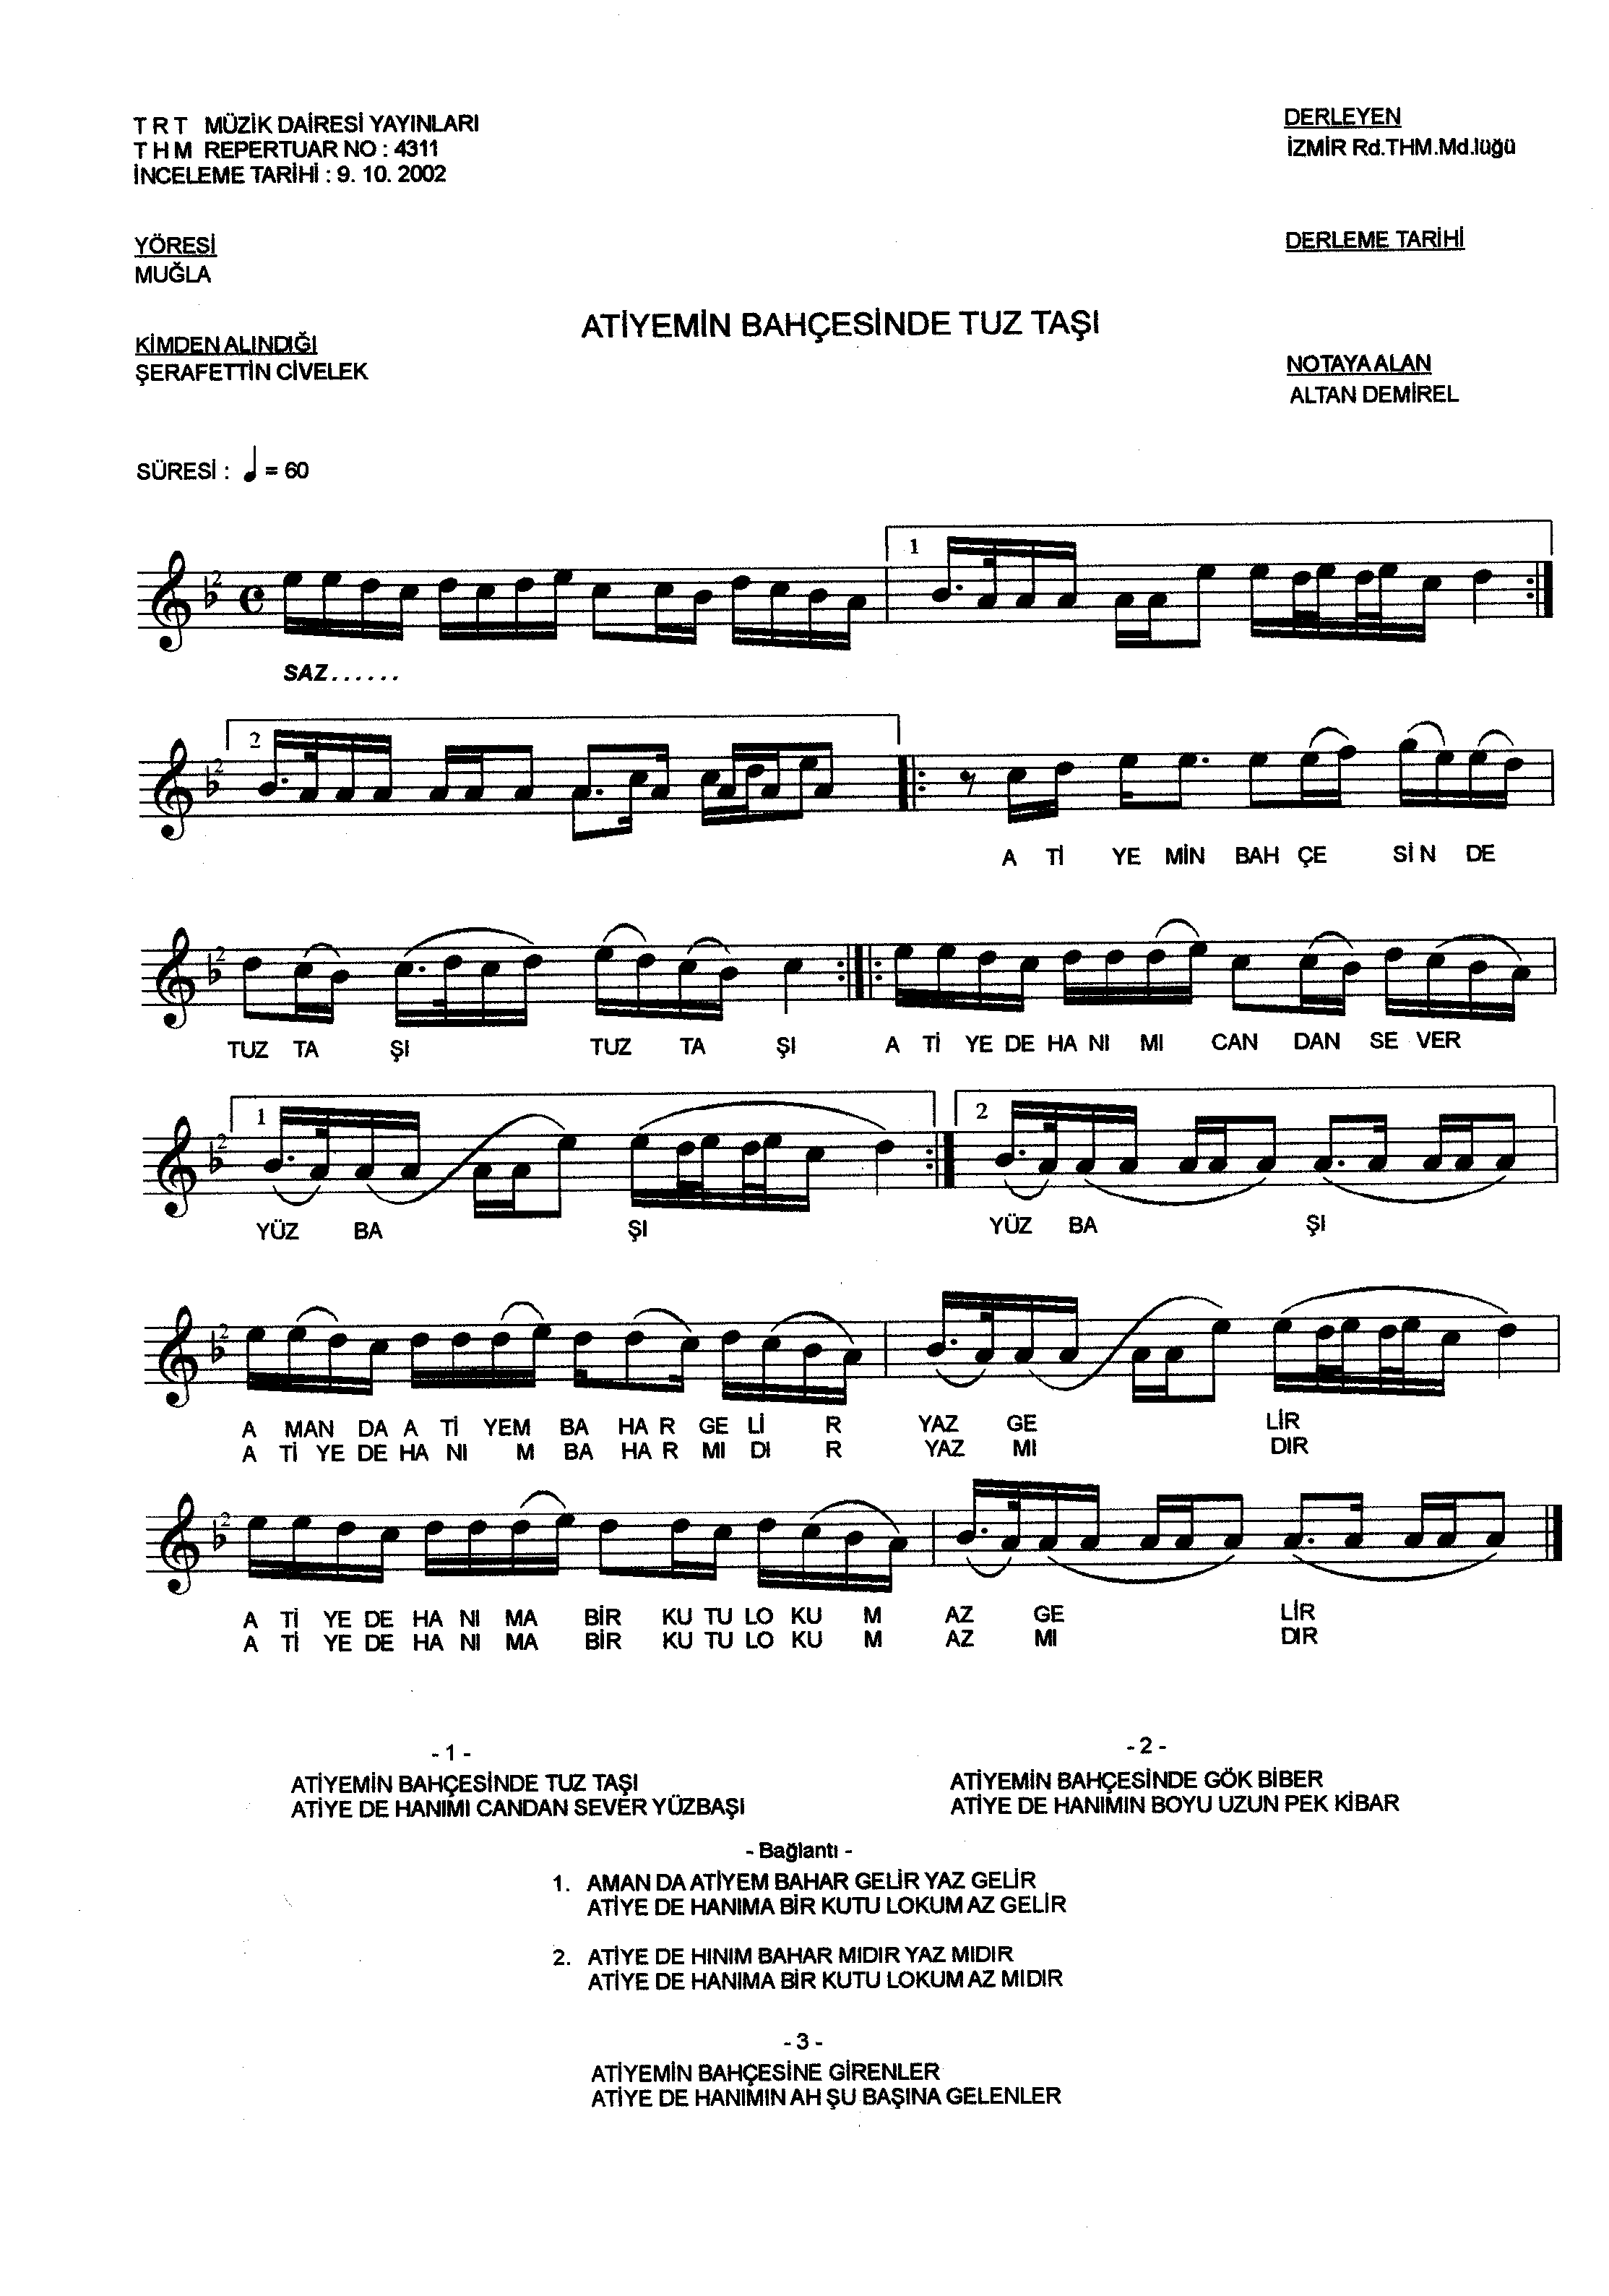 T R T MÜZİK DAİRESİ YAYINLARI
T H M REPERTUAR NO : 4311
İNCELEME TARİHİ : 9. 10. 2002
DERLEYEN
İZMİR Rd.THM.Md.lüğü
YÖRESİ
MUĞLA
DERLEME TARİHİ
ATİYEMİN BAHÇESİNDE TUZ TAŞI
KİMDEN ALINDIĞI
ŞERAFETTİN CİVELEK
NOTAYA ALAN
ALTAN DEMİREL
SÜRESİ : ♩ = 60
1
2
SAZ......
2
2
A Tİ YE MİN BAH ÇE SİN DE
2
TUZ TA ŞI TUZ TA ŞI A Tİ YE DE HA NI MI CAN DAN SE VER
1 2
2
YÜZ BA ŞI YÜZ BA ŞI
2
A MAN DA A Tİ YEM BA HA R GE Lİ R YAZ GE LİR
A Tİ YE DE HA NI M BA HA R MI DI R YAZ MI DIR
2
A Tİ YE DE HA NI MA BİR KU TU LO KU M AZ GE LİR
A Tİ YE DE HA NI MA BİR KU TU LO KU M AZ MI DIR
- 1 -
ATİYEMİN BAHÇESİNDE TUZ TAŞI
ATİYE DE HANIMI CANDAN SEVER YÜZBAŞI
- 2 -
ATİYEMİN BAHÇESİNDE GÖK BİBER
ATİYE DE HANIMIN BOYU UZUN PEK KİBAR
- Bağlantı -
1. AMAN DA ATİYEM BAHAR GELİR YAZ GELİR
ATİYE DE HANIMA BİR KUTU LOKUM AZ GELİR
2. ATİYE DE HINIM BAHAR MIDIR YAZ MIDIR
ATİYE DE HANIMA BİR KUTU LOKUM AZ MIDIR
- 3 -
ATİYEMİN BAHÇESİNE GİRENLER
ATİYE DE HANIMIN AH ŞU BAŞINA GELENLER